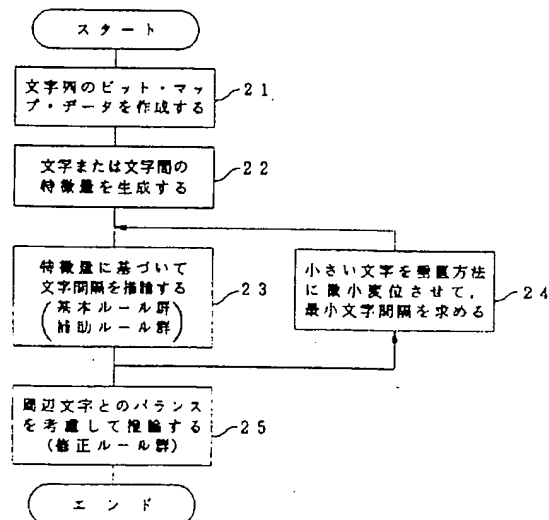 スタート
文字列のビット・マッ
プ・データを作成する
21
文字または文字間の
特徴量を生成する
22
特徴量に基づいて
文字間隔を推論する
(基本ルール群
補助ルール群)
23
小さい文字を垂直方法
に微小変位させて,
最小文字間隔を求める
24
周辺文字とのバランス
を考慮して推論する
(修正ルール群)
25
エンド